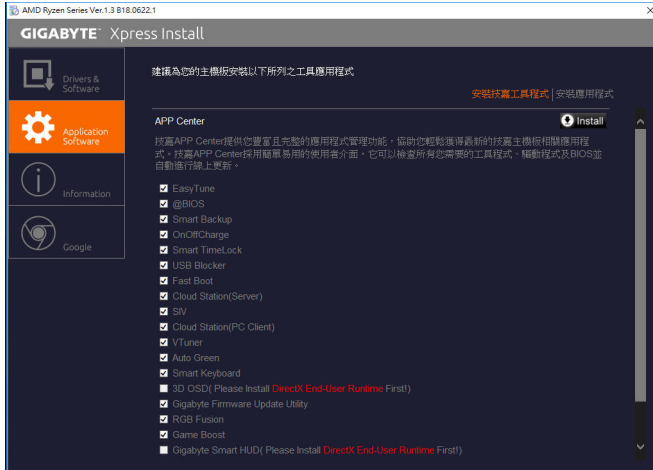 AMD Ryzen Series Ver.1.3 B18.0622.1
GIGABYTE™ Xpress Install
Drivers &
Software
Application
Software
Information
Google
建議為您的主機板安裝以下所列之工具應用程式
安裝技嘉工具程式|安裝應用程式
APP Center
Install
技嘉APP Center提供您豐富且完整的應用程式管理功能,協助您輕鬆獲得最新的技嘉主機板相關應用程
式。技嘉APP Center採用簡單易用的使用者介面,它可以檢查所有您需要的工具程式、驅動程式及BIOS並
自動進行線上更新。
EasyTune
@BIOS
Smart Backup
OnOffCharge
Smart TimeLock
USB Blocker
Fast Boot
Cloud Station(Server)
SIV
Cloud Station(PC Client)
VTuner
Auto Green
Smart Keyboard
3D OSD( Please Install DirectX End-User Runtime First!)
Gigabyte Firmware Update Utility
RGB Fusion
Game Boost
Gigabyte Smart HUD( Please Install DirectX End-User Runtime First!)